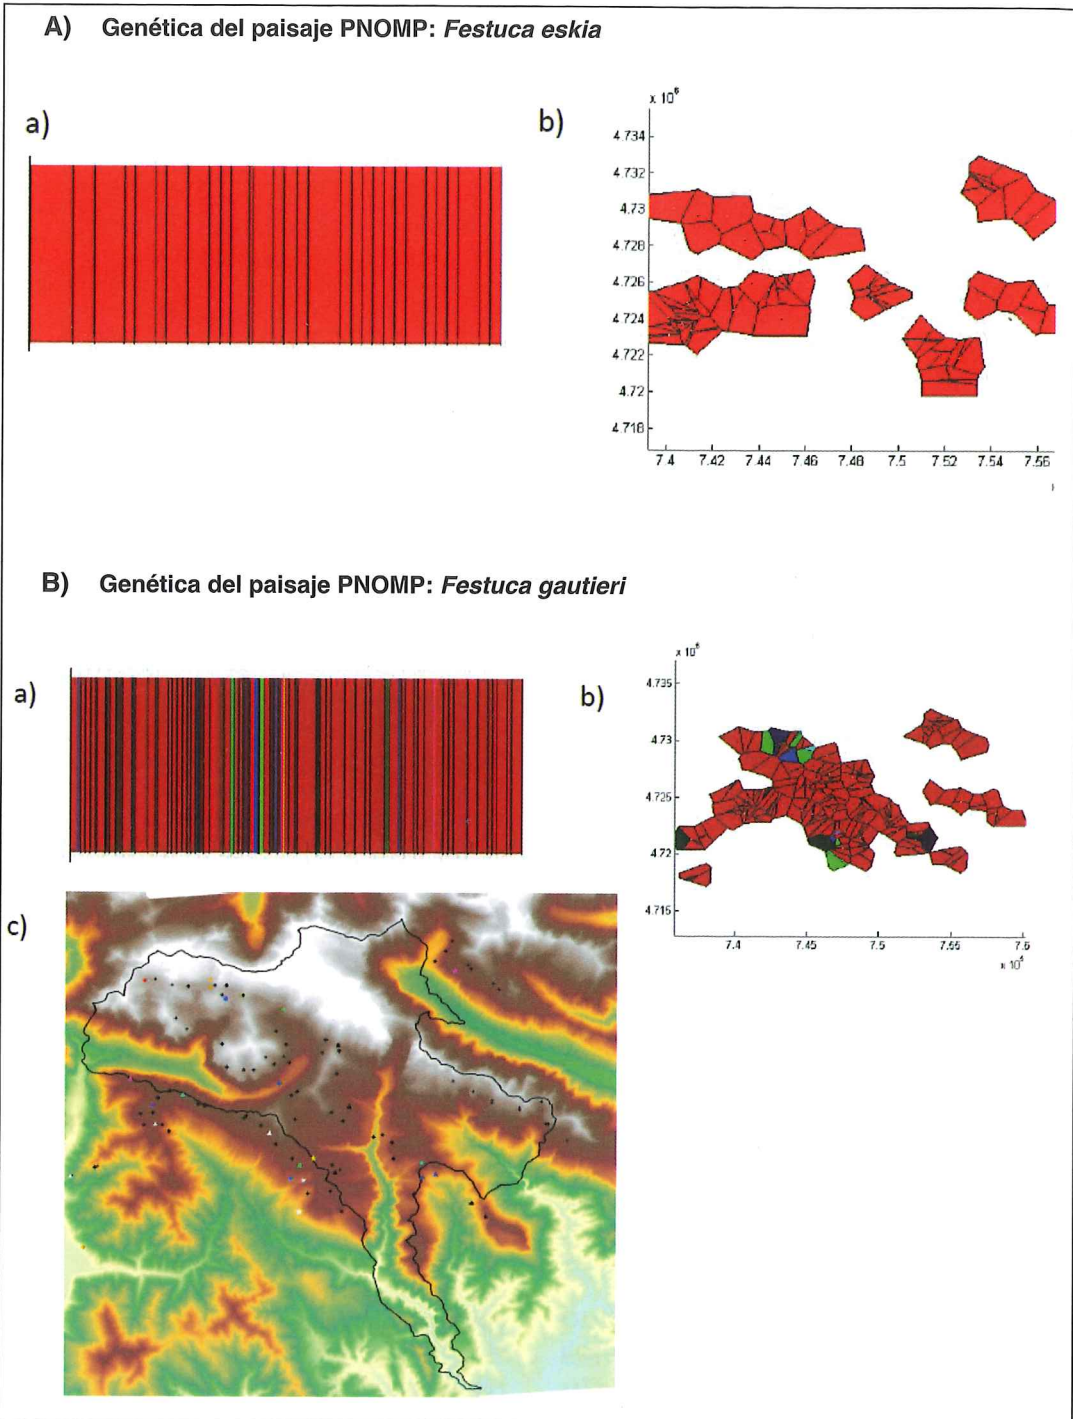 A) Genética del paisaje PNOMP: Festuca eskia
a)
b)
x 10⁶
4.734
4.732
4.73
4.728
4.726
4.724
4.722
4.72
4.718
7.4 7.42 7.44 7.46 7.48 7.5 7.52 7.54 7.56
B) Genética del paisaje PNOMP: Festuca gautieri
a)
b)
x 10⁶
4.735
4.73
4.725
4.72
4.715
7.4 7.45 7.5 7.55 7.6
x 10⁵
c)